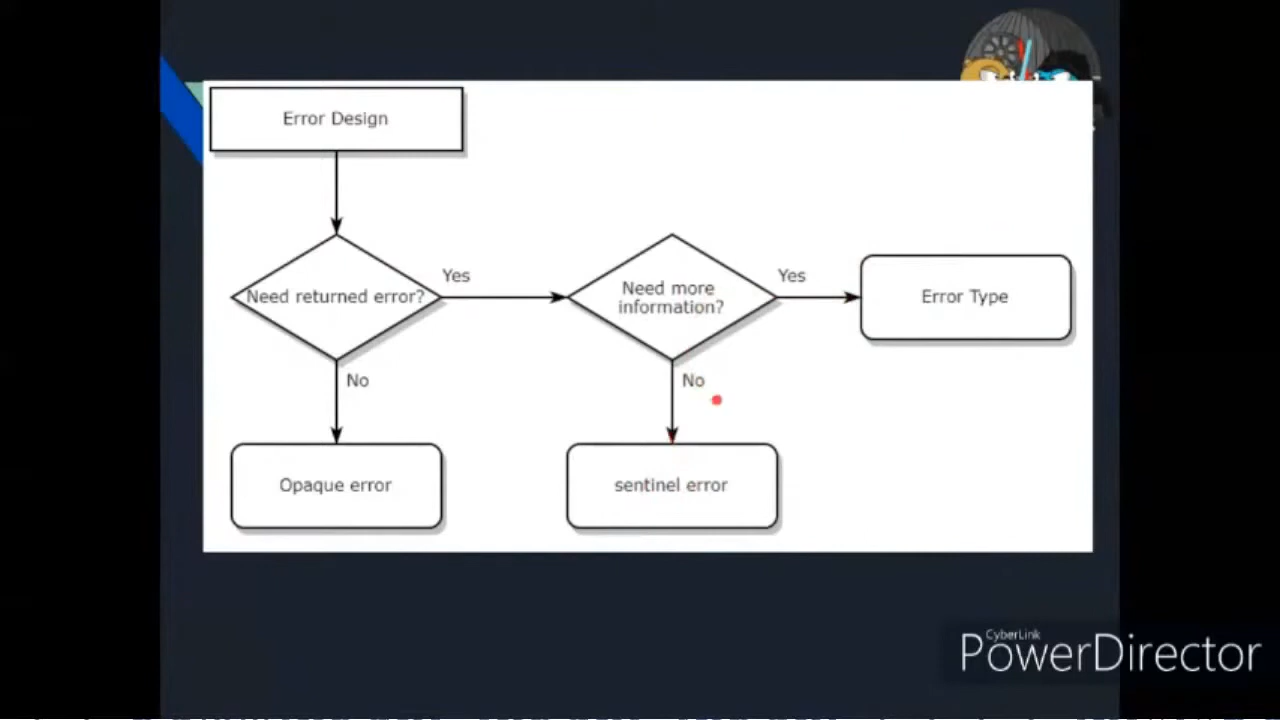 Error Design
Need returned error?
Yes
Need more
information?
Yes
Error Type
No
No
Opaque error
sentinel error
CyberLink
PowerDirector